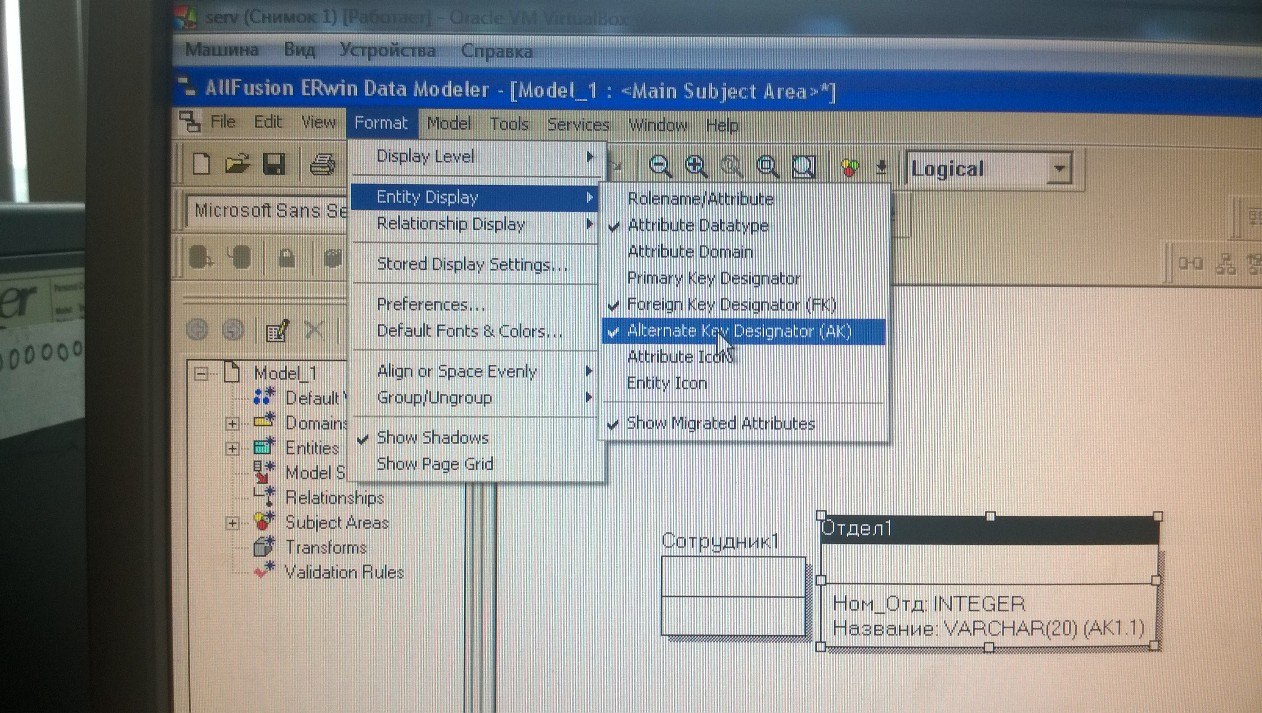 serv (Снимок 1) [Работает] - Oracle VM VirtualBox
Машина Вид Устройства Справка
AllFusion ERwin Data Modeler - [Model_1 : <Main Subject Area>*]
File Edit View Format Model Tools Services Window Help
Display Level
Logical
Entity Display
Rolename/Attribute
Microsoft Sans Se
Relationship Display
Attribute Datatype
Attribute Domain
Stored Display Settings...
Primary Key Designator
Preferences...
Foreign Key Designator (FK)
Default Fonts & Colors...
Alternate Key Designator (AK)
Attribute Icon
Align or Space Evenly
Entity Icon
Group/Ungroup
Show Migrated Attributes
Show Shadows
Show Page Grid
Model_1
Default V
Domains
Entities
Model S
Relationships
Subject Areas
Transforms
Validation Rules
Сотрудник1
Отдел1
Ном_Отд: INTEGER
Название: VARCHAR(20) (AK1.1)
er